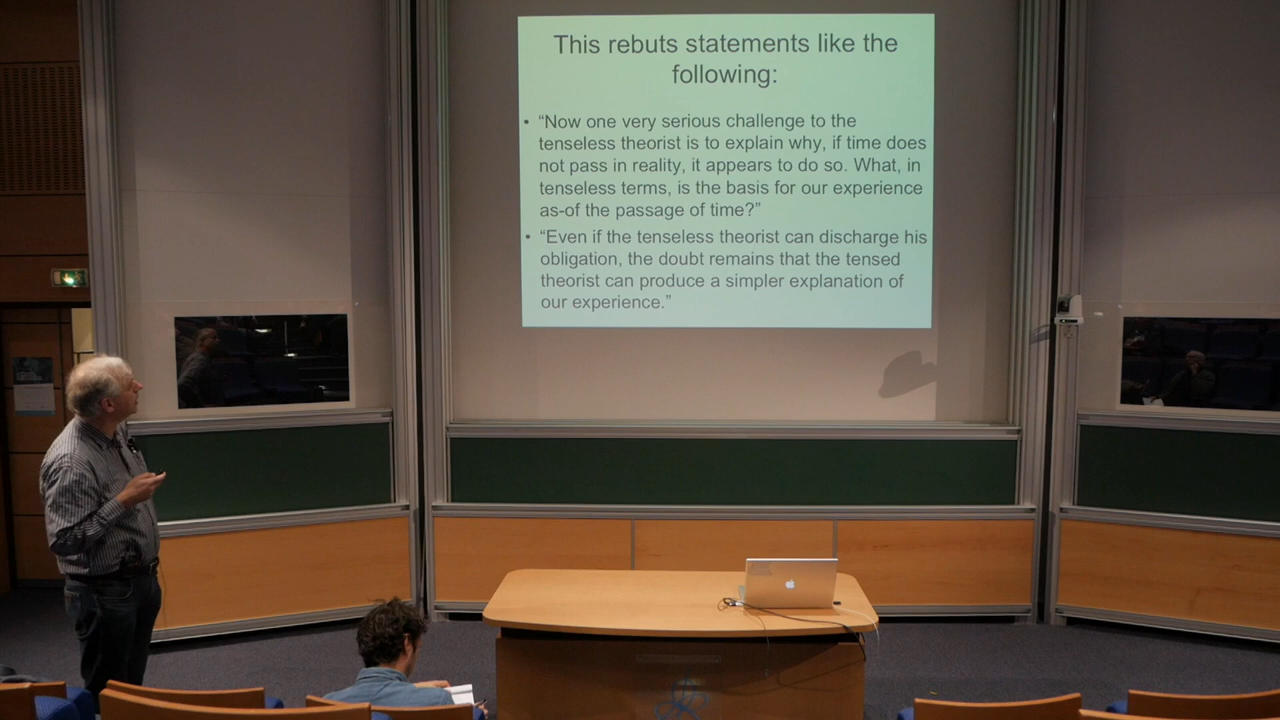 This rebuts statements like the
following:
• “Now one very serious challenge to the
tenseless theorist is to explain why, if time does
not pass in reality, it appears to do so. What, in
tenseless terms, is the basis for our experience
as-of the passage of time?”
• “Even if the tenseless theorist can discharge his
obligation, the doubt remains that the tensed
theorist can produce a simpler explanation of
our experience.”